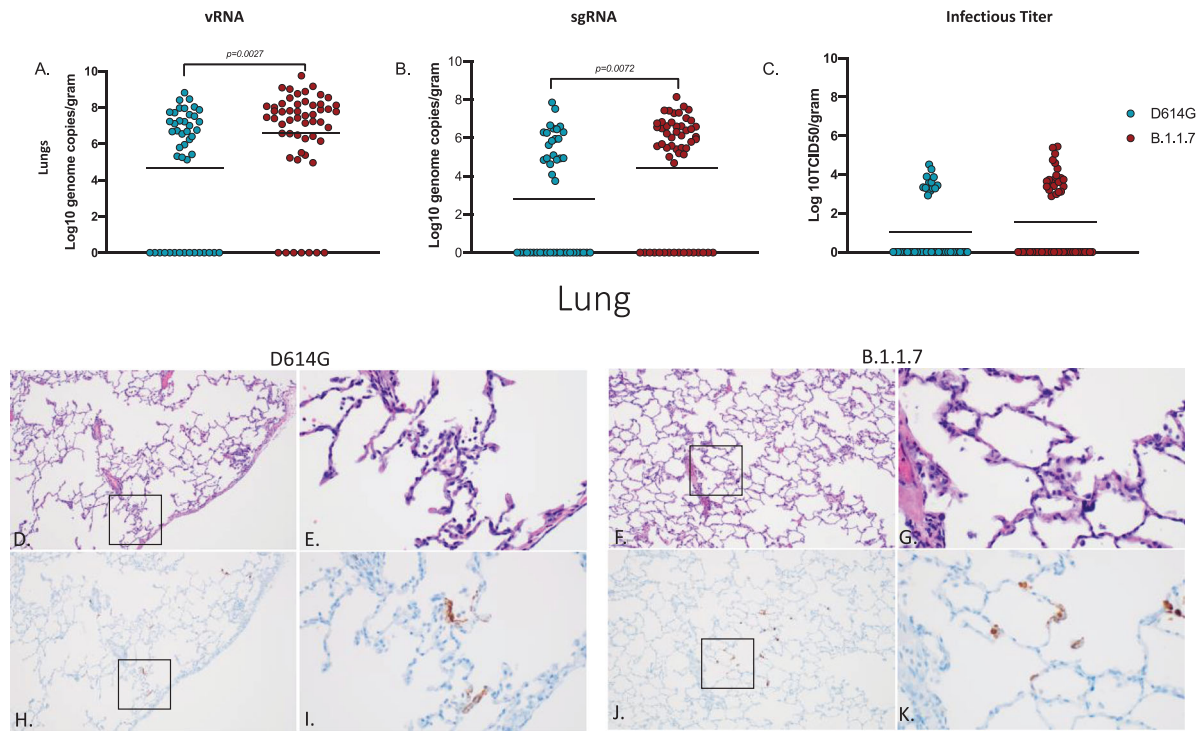 vRNA
sgRNA
Infectious Titer
A.
p=0.0027
Lungs
Log10 genome copies/gram
10
8
6
4
2
0
B.
p=0.0072
Log10 genome copies/gram
10
8
6
4
2
0
C.
Log 10TCID50/gram
10
8
6
4
2
0
D614G
B.1.1.7
Lung
D614G
B.1.1.7
D.
E.
F.
G.
H.
I.
J.
K.